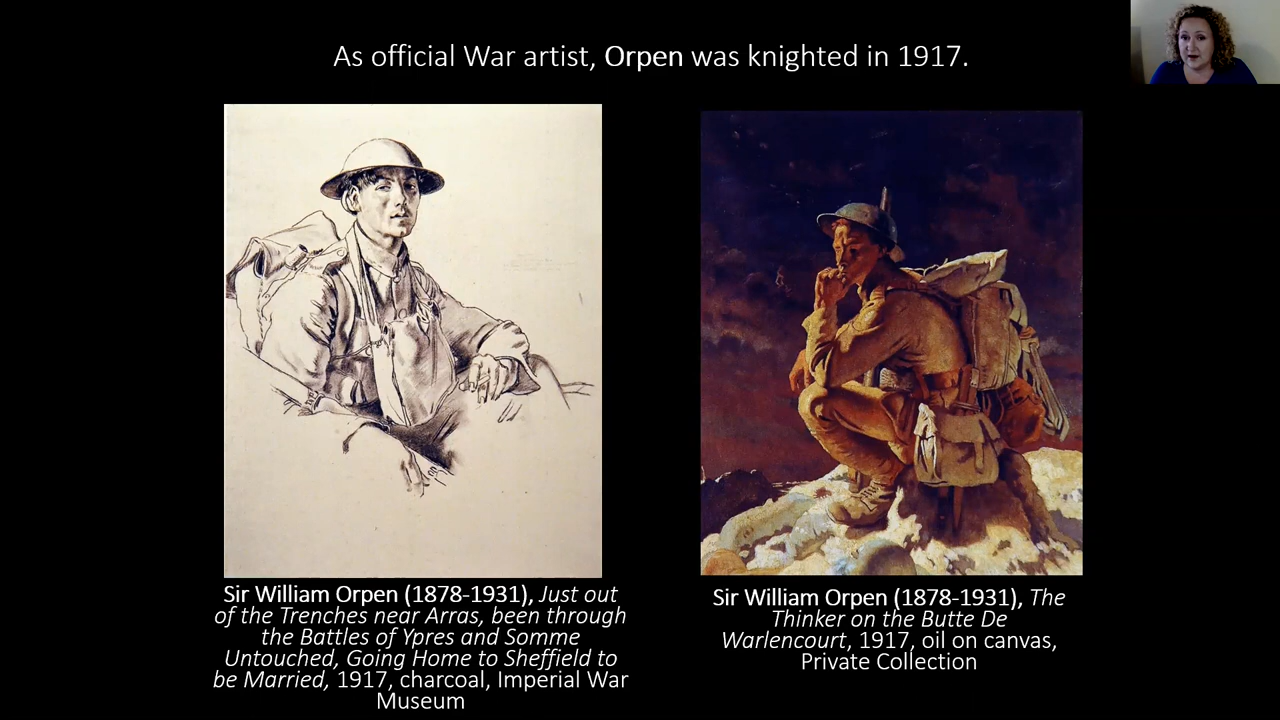 As official War artist, Orpen was knighted in 1917.
Sir William Orpen (1878-1931), Just out
of the Trenches near Arras, been through
the Battles of Ypres and Somme
Untouched, Going Home to Sheffield to
be Married, 1917, charcoal, Imperial War
Museum
Sir William Orpen (1878-1931), The
Thinker on the Butte De
Warlencourt, 1917, oil on canvas,
Private Collection